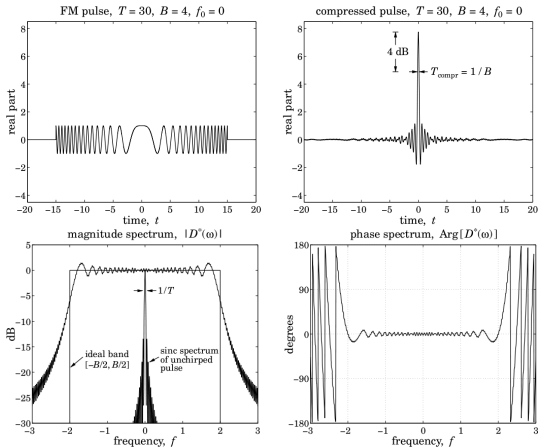 FM pulse, T = 30, B = 4, f₀ = 0
real part
8
6
4
2
0
−2
−4
−20 −15 −10 −5 0 5 10 15 20
time, t
compressed pulse, T = 30, B = 4, f₀ = 0
real part
8
6
4
2
0
−2
−4
4 dB
T_compr = 1 / B
−20 −15 −10 −5 0 5 10 15 20
time, t
magnitude spectrum, |D*(ω)|
dB
5
0
−5
−10
−15
−20
−25
−30
1/T
ideal band
[−B/2, B/2]
sinc spectrum
of unchirped
pulse
−3 −2 −1 0 1 2 3
frequency, f
phase spectrum, Arg[D*(ω)]
degrees
180
90
0
−90
−180
−3 −2 −1 0 1 2 3
frequency, f